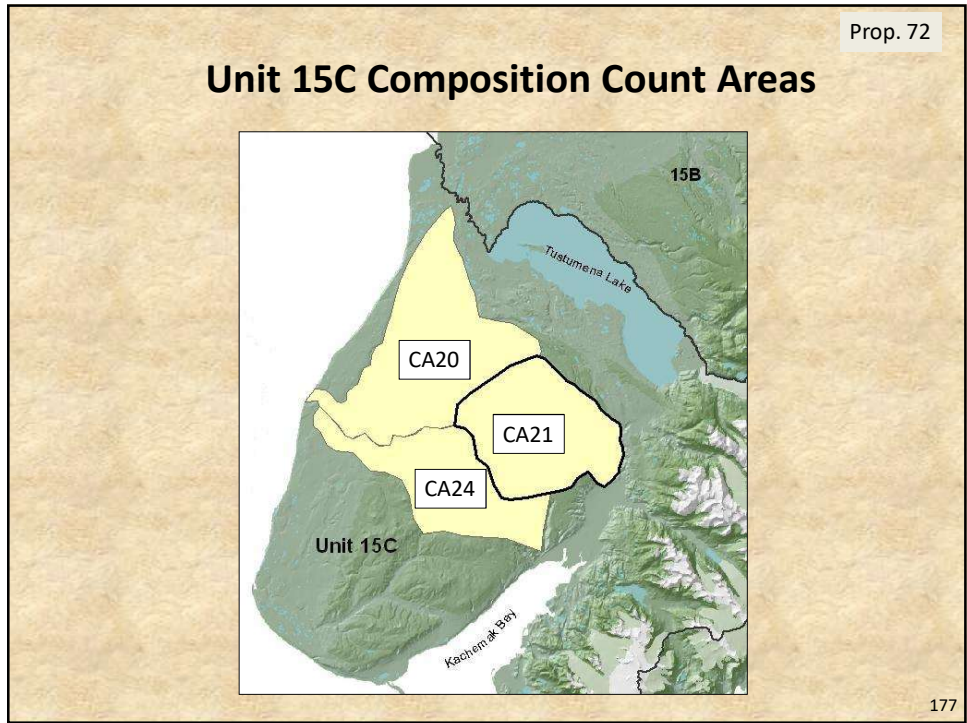 Prop. 72
Unit 15C Composition Count Areas
15B
Tustumena Lake
CA20
CA21
CA24
Unit 15C
Kachemak Bay
177